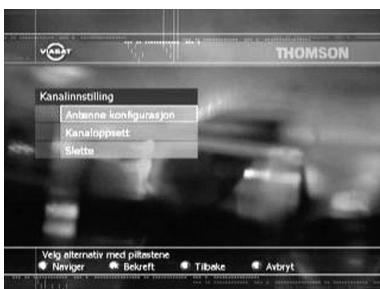 VIASAT
THOMSON
Kanalinnstilling
Antenne konfigurasjon
Kanaloppsett
Slette
Velg alternativ med piltastene
Naviger Bekreft Tilbake Avbryt